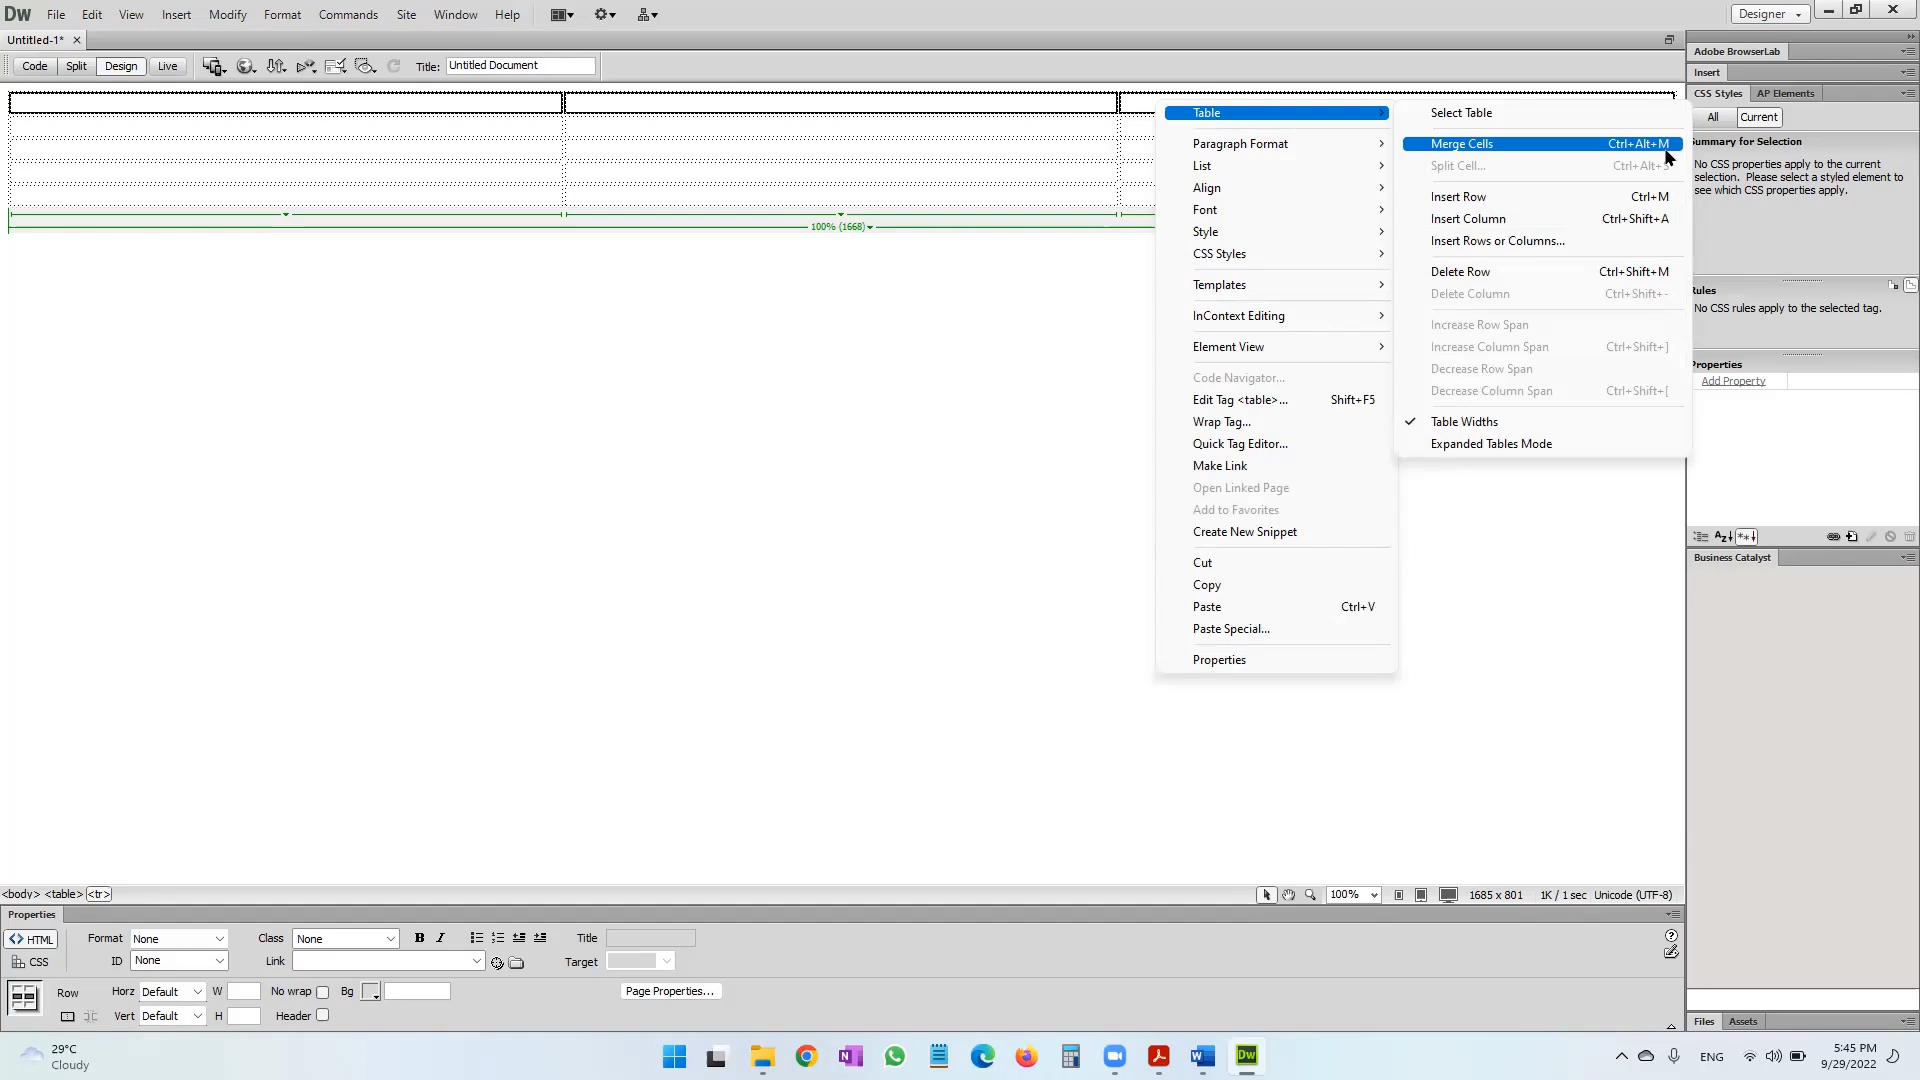 Dw File Edit View Insert Modify Format Commands Site Window Help Designer
Untitled-1*
Code Split Design Live Title: Untitled Document
Adobe BrowserLab
Insert
CSS Styles AP Elements
All Current
Summary for Selection
No CSS properties apply to the current
selection. Please select a styled element to
see which CSS properties apply.
Rules
No CSS rules apply to the selected tag.
Properties
Add Property
Business Catalyst
100% (1668)
Table
Paragraph Format
List
Align
Font
Style
CSS Styles
Templates
InContext Editing
Element View
Code Navigator...
Edit Tag <table>... Shift+F5
Wrap Tag...
Quick Tag Editor...
Make Link
Open Linked Page
Add to Favorites
Create New Snippet
Cut
Copy
Paste Ctrl+V
Paste Special...
Properties
Select Table
Merge Cells Ctrl+Alt+M
Split Cell... Ctrl+Alt+
Insert Row Ctrl+M
Insert Column Ctrl+Shift+A
Insert Rows or Columns...
Delete Row Ctrl+Shift+M
Delete Column Ctrl+Shift+-
Increase Row Span
Increase Column Span Ctrl+Shift+]
Decrease Row Span
Decrease Column Span Ctrl+Shift+[
Table Widths
Expanded Tables Mode
<body> <table> <tr> 100% 1685 x 801 1K / 1 sec Unicode (UTF-8)
Properties
HTML Format None Class None B I Title
CSS ID None Link Target
Row Horz Default W No wrap Bg Page Properties...
Vert Default H Header
Files Assets
29°C
Cloudy
ENG
5:45 PM
9/29/2022